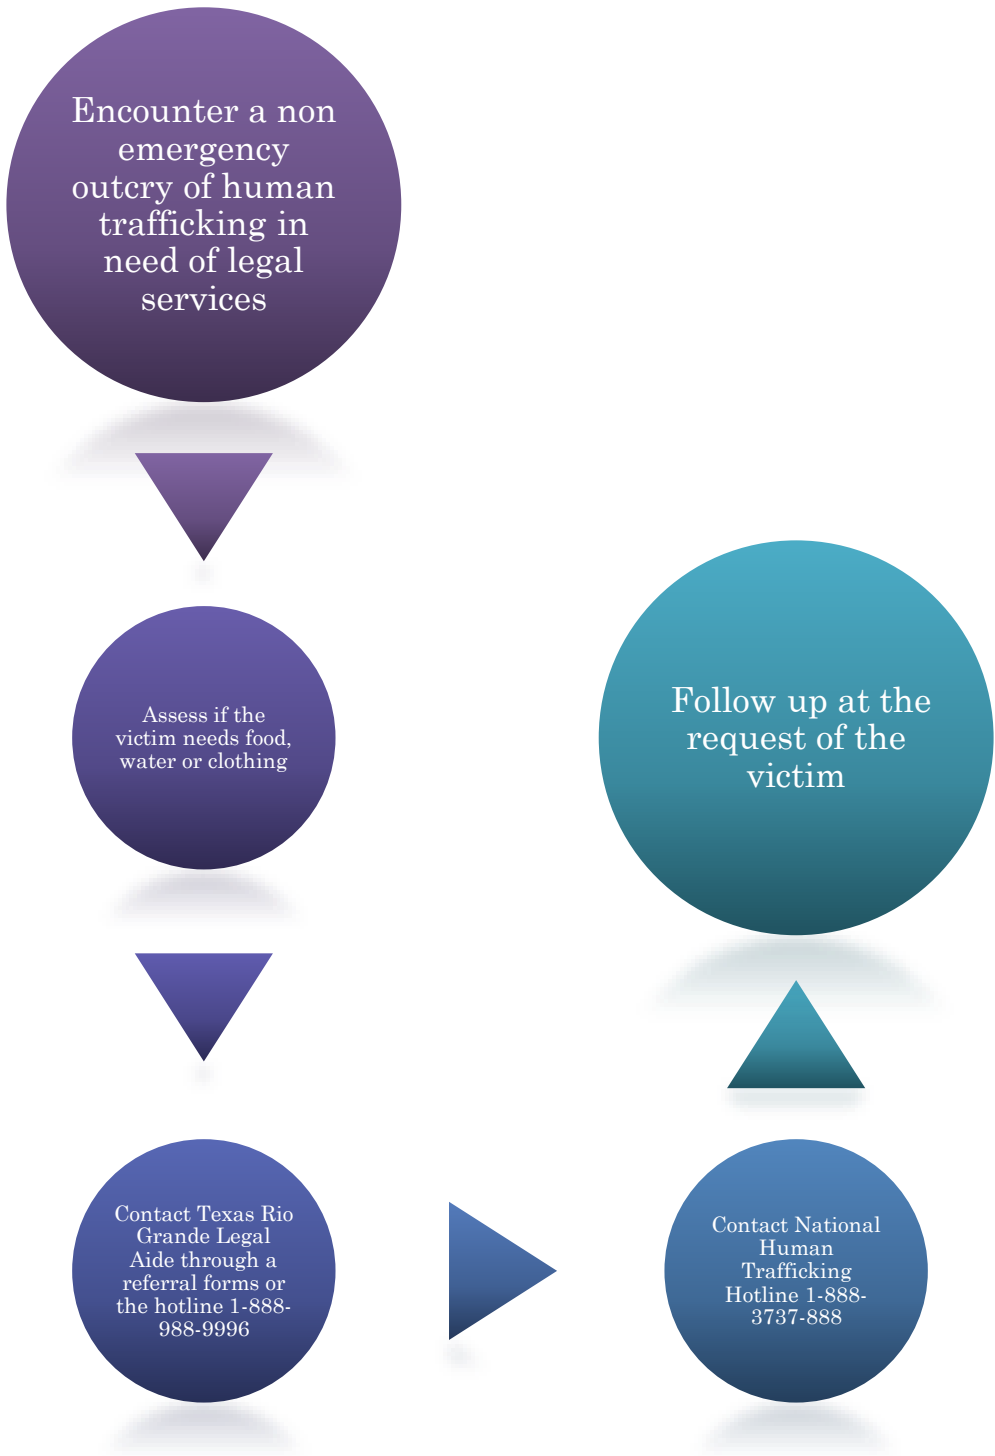 Encounter a non
emergency
outcry of human
trafficking in
need of legal
services
Assess if the
victim needs food,
water or clothing
Contact Texas Rio
Grande Legal
Aide through a
referral forms or
the hotline 1-888-
988-9996
Contact National
Human
Trafficking
Hotline 1-888-
3737-888
Follow up at the
request of the
victim